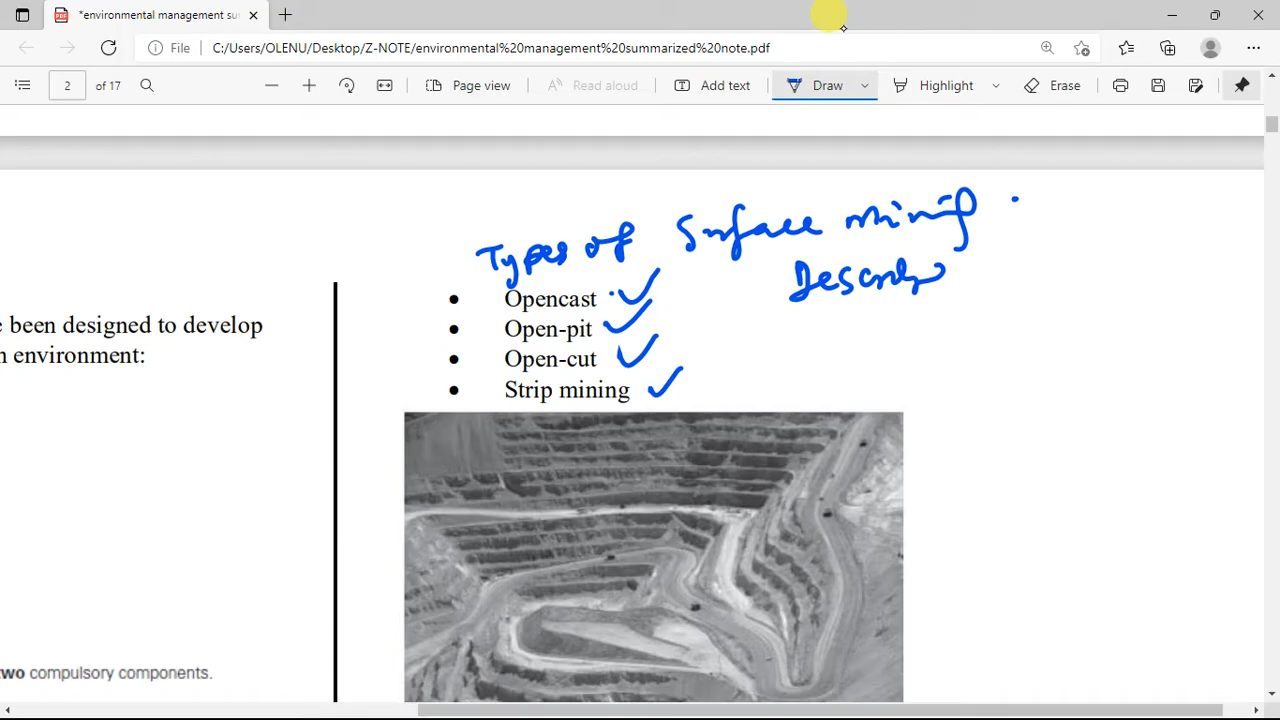 *environmental management su
File
C:/Users/OLENU/Desktop/Z-NOTE/environmental%20management%20summarized%20note.pdf
2 of 17
Page view
Read aloud
Add text
Draw
Highlight
Erase
Types of Surface mining
Describe
Opencast
e been designed to develop
Open-pit
n environment:
Open-cut
Strip mining
two compulsory components.